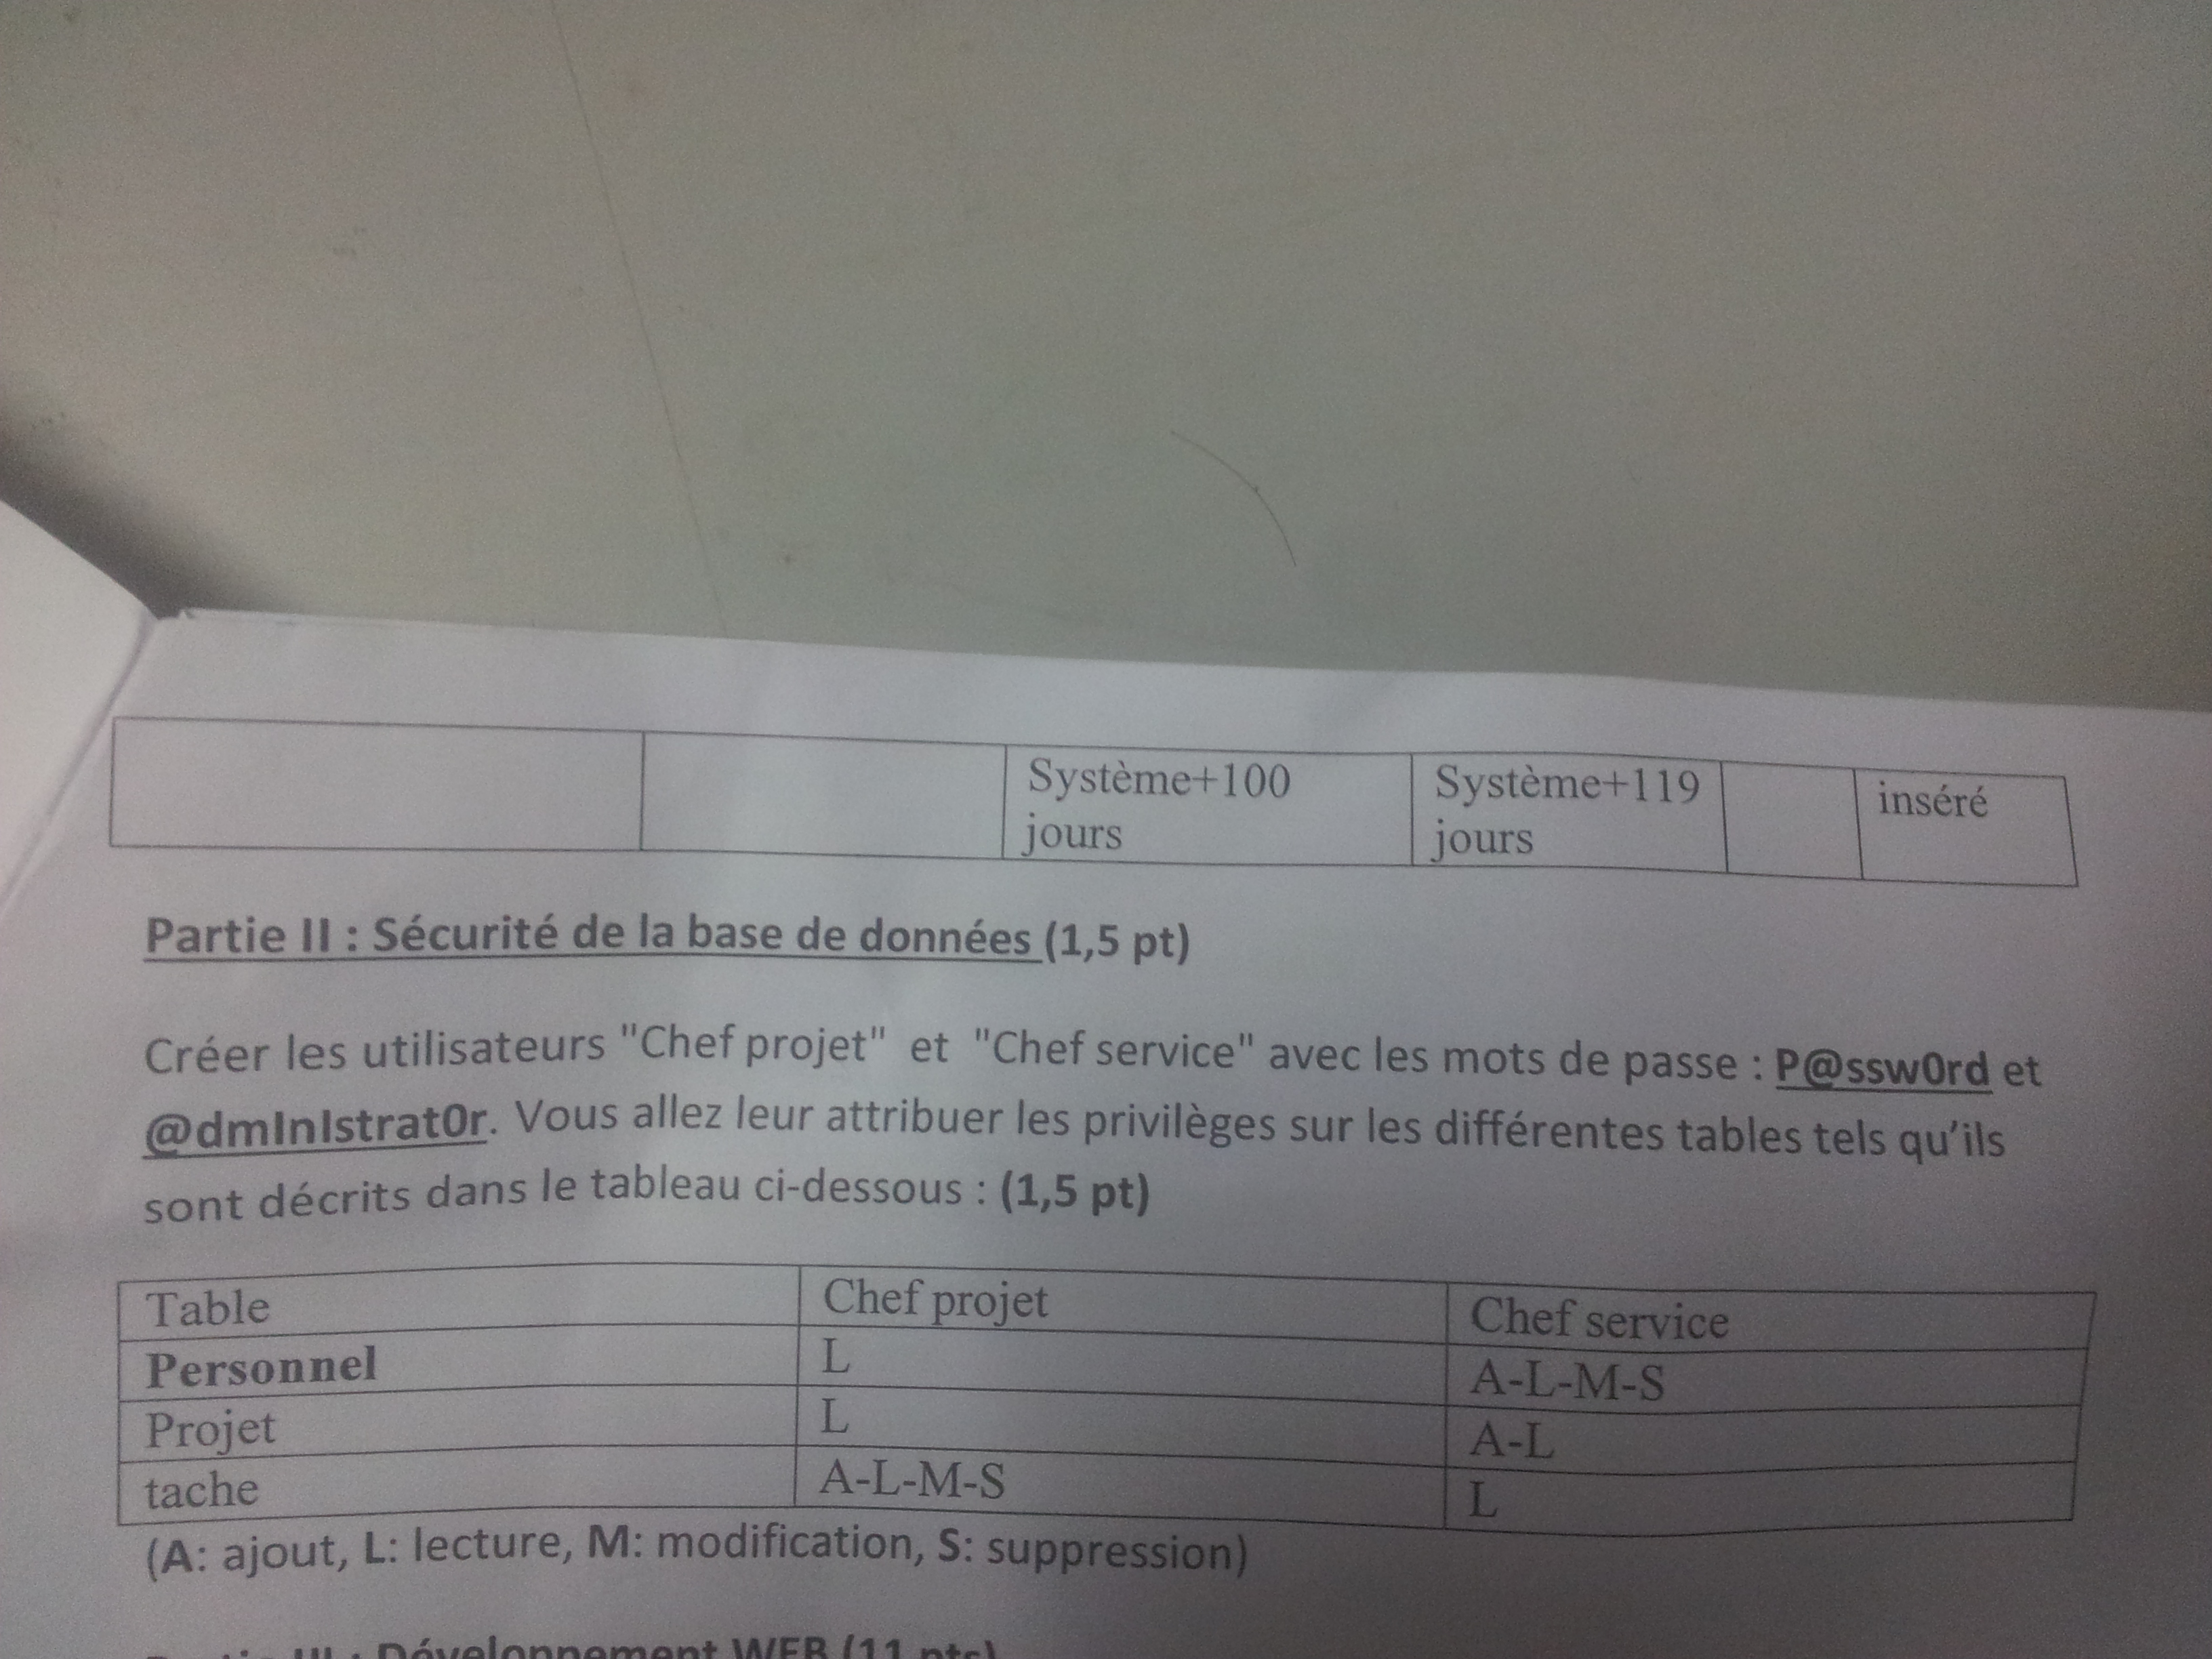 Système+100 Système+119 inséré
jours jours
Partie II : Sécurité de la base de données (1,5 pt)
Créer les utilisateurs "Chef projet" et "Chef service" avec les mots de passe : P@ssw0rd et
@dmInIstrat0r. Vous allez leur attribuer les privilèges sur les différentes tables tels qu'ils
sont décrits dans le tableau ci-dessous : (1,5 pt)
Table Chef projet Chef service
Personnel L A-L-M-S
Projet L A-L
tache A-L-M-S L
(A: ajout, L: lecture, M: modification, S: suppression)
Développement WEB (11 pts)